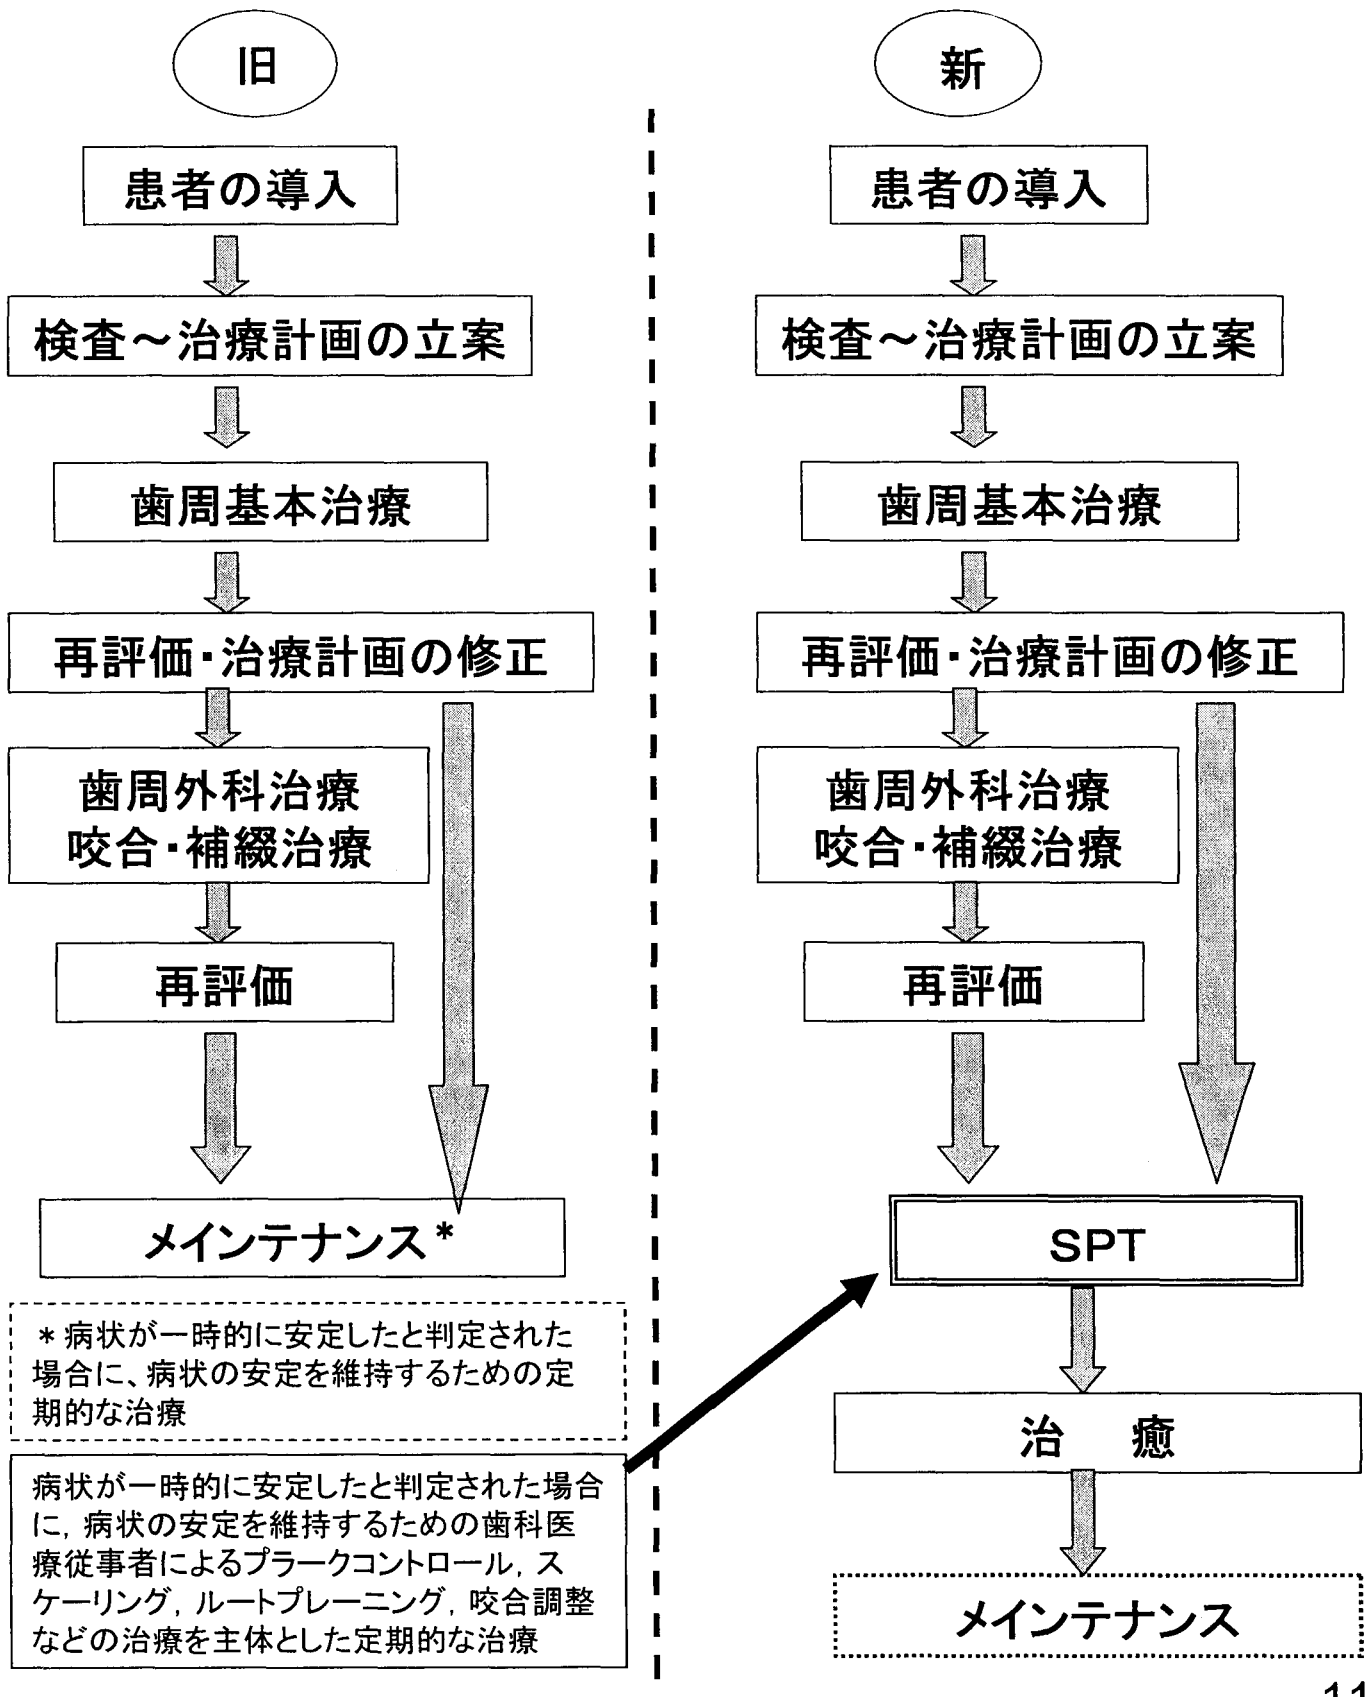 旧
患者の導入
検査～治療計画の立案
歯周基本治療
再評価・治療計画の修正
歯周外科治療
咬合・補綴治療
再評価
メインテナンス*
*病状が一時的に安定したと判定された
場合に、病状の安定を維持するための定
期的な治療
病状が一時的に安定したと判定された場合
に, 病状の安定を維持するための歯科医
療従事者によるプラークコントロール, ス
ケーリング, ルートプレーニング, 咬合調整
などの治療を主体とした定期的な治療
新
患者の導入
検査～治療計画の立案
歯周基本治療
再評価・治療計画の修正
歯周外科治療
咬合・補綴治療
再評価
SPT
治　癒
メインテナンス
11